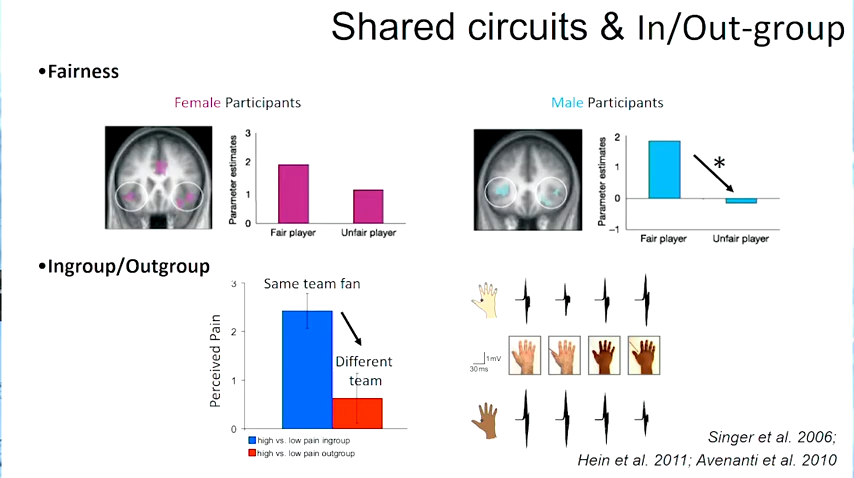 Shared circuits & In/Out-group
•Fairness
Female Participants
Male Participants
Parameter estimates
3
2
1
0
Fair player
Unfair player
Parameter estimates
2
1
0
−1
*
Fair player
Unfair player
•Ingroup/Outgroup
Same team fan
Different
team
Perceived Pain
3
2
1
0
high vs. low pain ingroup
high vs. low pain outgroup
1mV
30 ms
Singer et al. 2006;
Hein et al. 2011; Avenanti et al. 2010